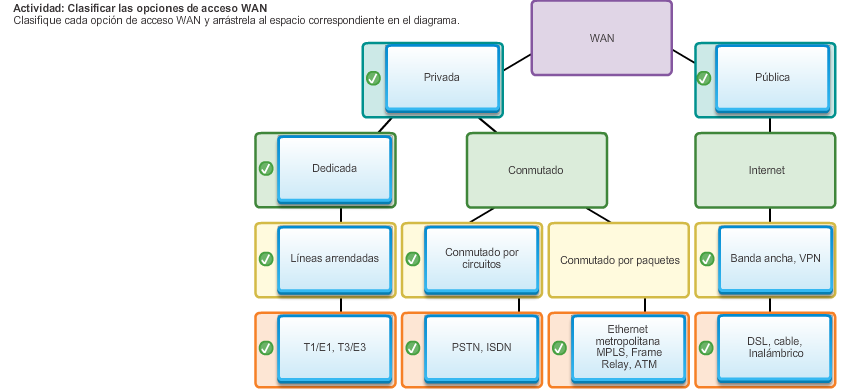 Actividad: Clasificar las opciones de acceso WAN
Clasifique cada opción de acceso WAN y arrástrela al espacio correspondiente en el diagrama.
WAN
Privada
Pública
Dedicada
Conmutado
Internet
Líneas arrendadas
Conmutado por
circuitos
Conmutado por paquetes
Banda ancha, VPN
T1/E1, T3/E3
PSTN, ISDN
Ethernet
metropolitana
MPLS, Frame
Relay, ATM
DSL, cable,
Inalámbrico